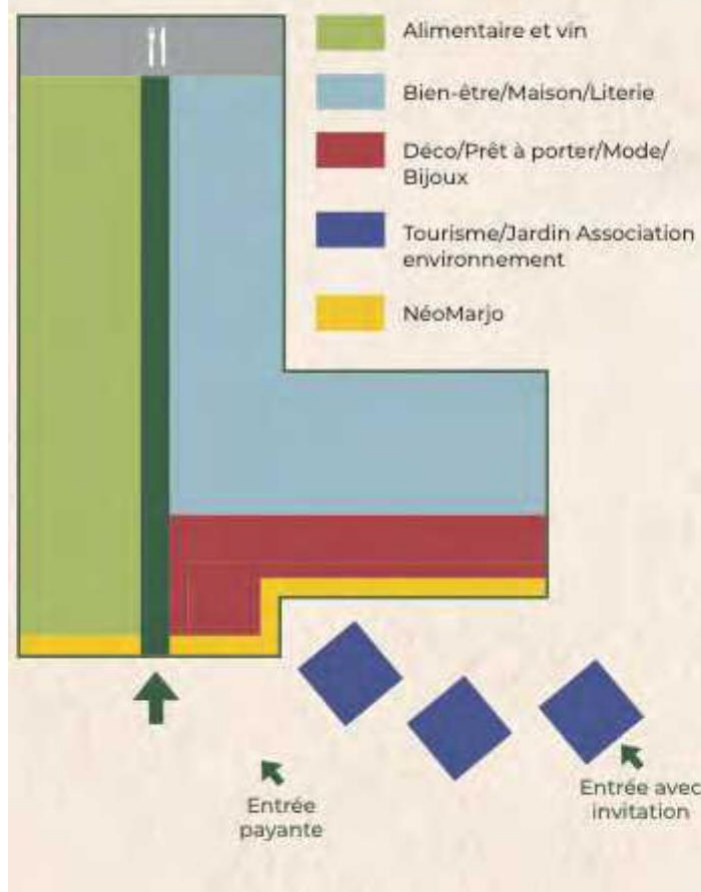 Alimentaire et vin
Bien-être/Maison/Literie
Déco/Prêt à porter/Mode/
Bijoux
Tourisme/Jardin Association
environnement
NéoMarjo
Entrée
payante
Entrée avec
invitation